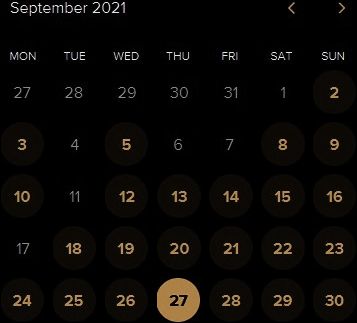 September 2021 < >
MON TUE WED THU FRI SAT SUN
27 28 29 30 31 1 2
3 4 5 6 7 8 9
10 11 12 13 14 15 16
17 18 19 20 21 22 23
24 25 26 27 28 29 30